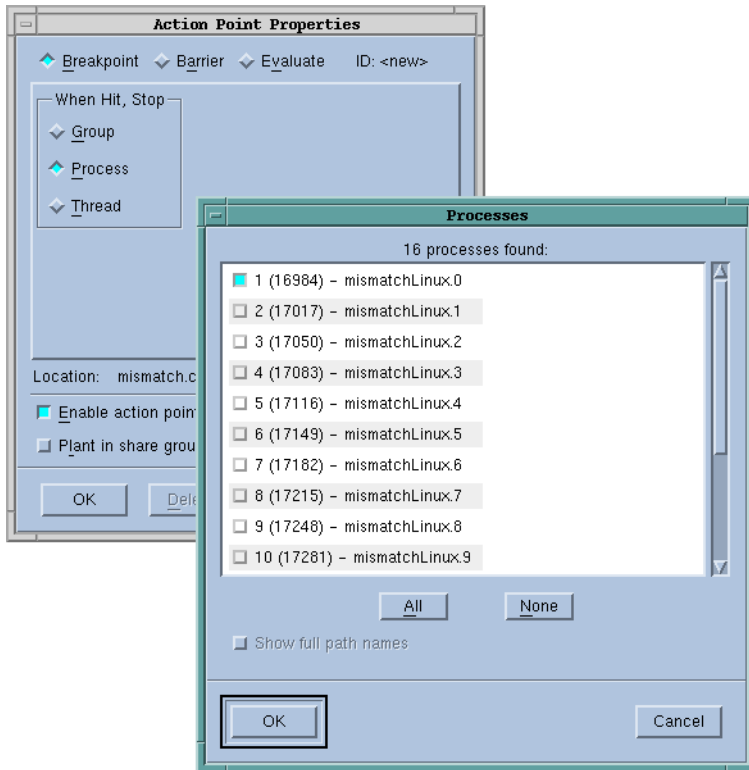 Action Point Properties
Breakpoint Barrier Evaluate ID: <new>
When Hit, Stop
Group
Process
Thread
Location: mismatch.c
Enable action poin
Plant in share grou
OK Dele
Processes
16 processes found:
1 (16984) – mismatchLinux.0
2 (17017) – mismatchLinux.1
3 (17050) – mismatchLinux.2
4 (17083) – mismatchLinux.3
5 (17116) – mismatchLinux.4
6 (17149) – mismatchLinux.5
7 (17182) – mismatchLinux.6
8 (17215) – mismatchLinux.7
9 (17248) – mismatchLinux.8
10 (17281) – mismatchLinux.9
All None
Show full path names
OK Cancel